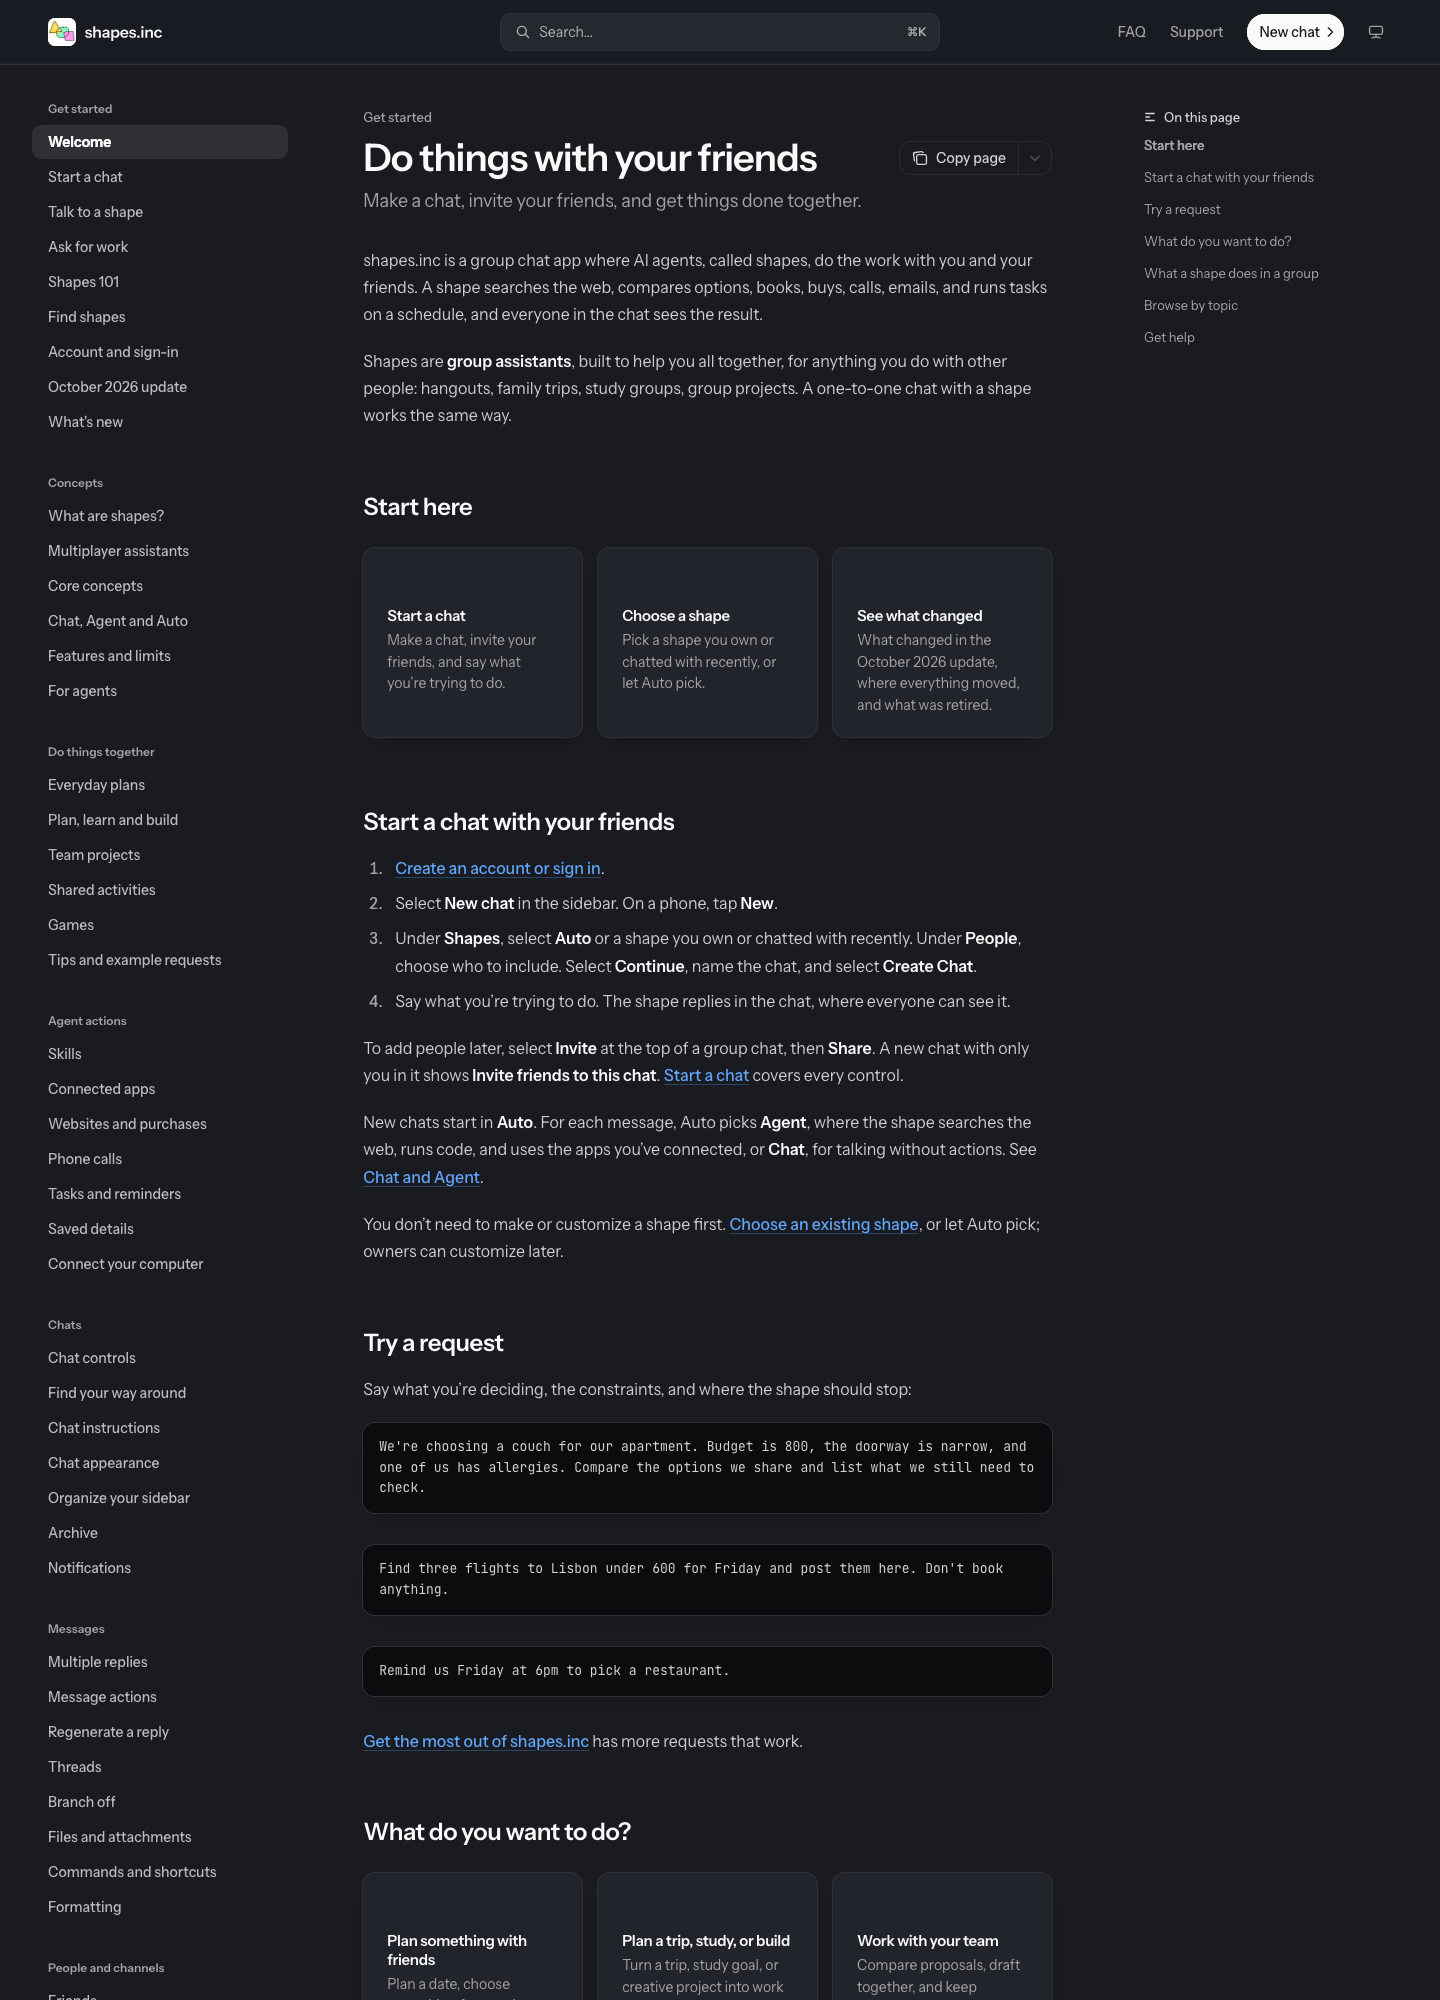 shapes.inc
Search...
⌘K
FAQ
Support
New chat
Get started
Welcome
Start a chat
Talk to a shape
Ask for work
Shapes 101
Find shapes
Account and sign-in
October 2026 update
What's new
Concepts
What are shapes?
Multiplayer assistants
Core concepts
Chat, Agent and Auto
Features and limits
For agents
Do things together
Everyday plans
Plan, learn and build
Team projects
Shared activities
Games
Tips and example requests
Agent actions
Skills
Connected apps
Websites and purchases
Phone calls
Tasks and reminders
Saved details
Connect your computer
Chats
Chat controls
Find your way around
Chat instructions
Chat appearance
Organize your sidebar
Archive
Notifications
Messages
Multiple replies
Message actions
Regenerate a reply
Threads
Branch off
Files and attachments
Commands and shortcuts
Formatting
People and channels
Friends
Get started
Do things with your friends
Copy page
Make a chat, invite your friends, and get things done together.
shapes.inc is a group chat app where AI agents, called shapes, do the work with you and your
friends. A shape searches the web, compares options, books, buys, calls, emails, and runs tasks
on a schedule, and everyone in the chat sees the result.
Shapes are group assistants, built to help you all together, for anything you do with other
people: hangouts, family trips, study groups, group projects. A one-to-one chat with a shape
works the same way.
Start here
Start a chat
Make a chat, invite your
friends, and say what
you’re trying to do.
Choose a shape
Pick a shape you own or
chatted with recently, or
let Auto pick.
See what changed
What changed in the
October 2026 update,
where everything moved,
and what was retired.
Start a chat with your friends
1. Create an account or sign in.
2. Select New chat in the sidebar. On a phone, tap New.
3. Under Shapes, select Auto or a shape you own or chatted with recently. Under People,
choose who to include. Select Continue, name the chat, and select Create Chat.
4. Say what you’re trying to do. The shape replies in the chat, where everyone can see it.
To add people later, select Invite at the top of a group chat, then Share. A new chat with only
you in it shows Invite friends to this chat. Start a chat covers every control.
New chats start in Auto. For each message, Auto picks Agent, where the shape searches the
web, runs code, and uses the apps you’ve connected, or Chat, for talking without actions. See
Chat and Agent.
You don’t need to make or customize a shape first. Choose an existing shape, or let Auto pick;
owners can customize later.
Try a request
Say what you’re deciding, the constraints, and where the shape should stop:
We're choosing a couch for our apartment. Budget is 800, the doorway is narrow, and
one of us has allergies. Compare the options we share and list what we still need to
check.
Find three flights to Lisbon under 600 for Friday and post them here. Don't book
anything.
Remind us Friday at 6pm to pick a restaurant.
Get the most out of shapes.inc has more requests that work.
What do you want to do?
Plan something with
friends
Plan a date, choose
Plan a trip, study, or build
Turn a trip, study goal, or
creative project into work
Work with your team
Compare proposals, draft
together, and keep
On this page
Start here
Start a chat with your friends
Try a request
What do you want to do?
What a shape does in a group
Browse by topic
Get help